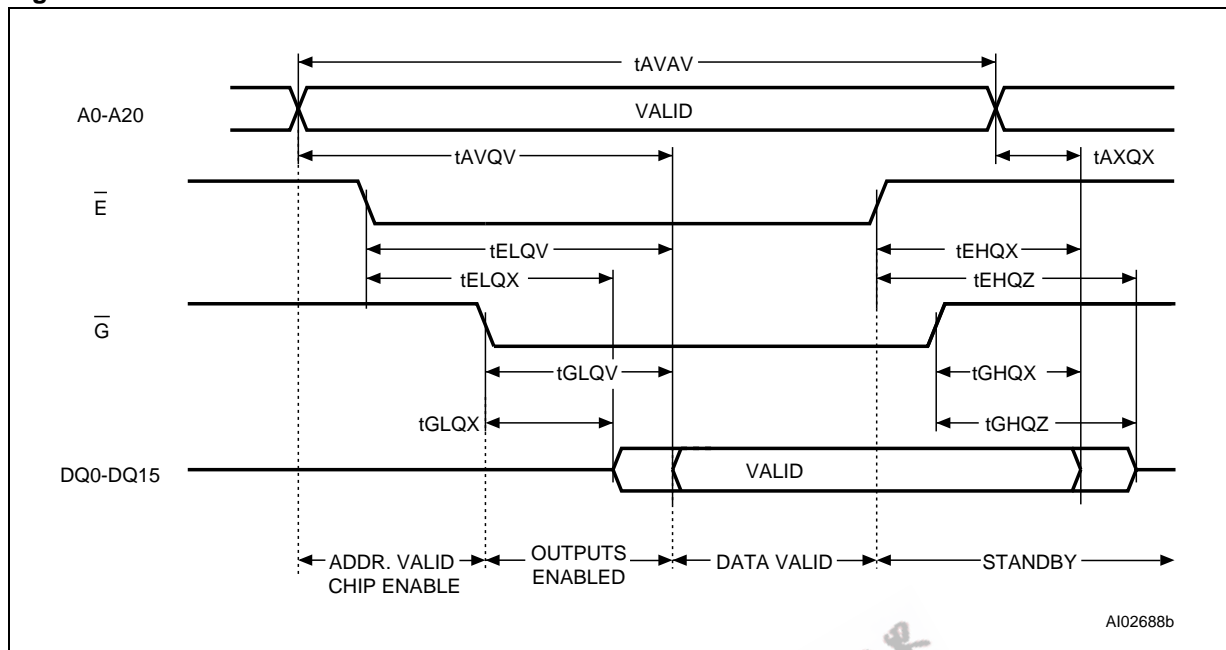 tAVAV
A0-A20
VALID
tAVQV
tAXQX
E
tELQV
tEHQX
tELQX
tEHQZ
G
tGLQV
tGHQX
tGLQX
tGHQZ
DQ0-DQ15
VALID
ADDR. VALID
CHIP ENABLE
OUTPUTS
ENABLED
DATA VALID
STANDBY
AI02688b